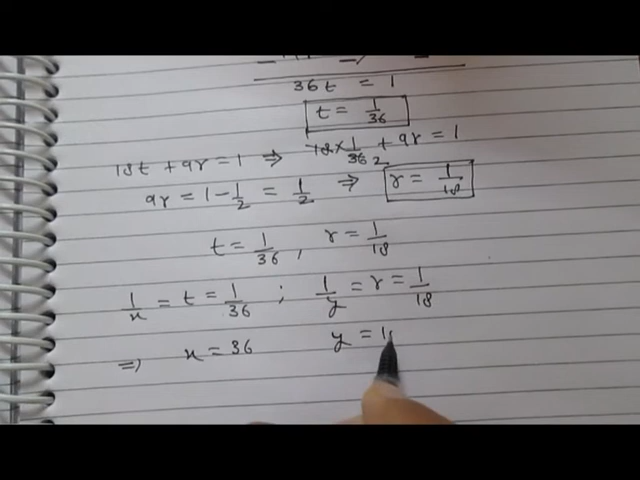 36t = 1
t = 1/36
18t + 9r = 1 ⇒ 18 × 1/36 2 + 9r = 1
9r = 1 - 1/2 = 1/2 ⇒ r = 1/18
t = 1/36 , r = 1/18
1/x = t = 1/36 ; 1/y = r = 1/18
⇒ x = 36 y = 1